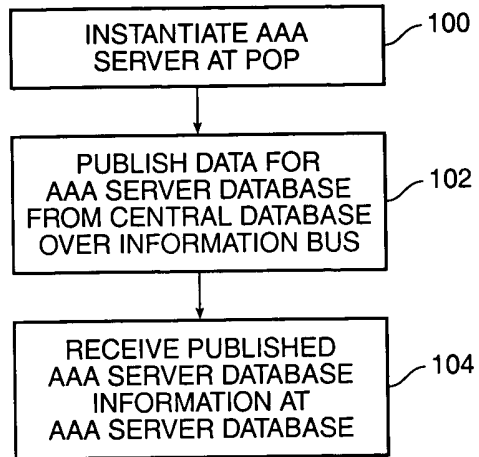 INSTANTIATE AAA
SERVER AT POP
100
PUBLISH DATA FOR
AAA SERVER DATABASE
FROM CENTRAL DATABASE
OVER INFORMATION BUS
102
RECEIVE PUBLISHED
AAA SERVER DATABASE
INFORMATION AT
AAA SERVER DATABASE
104